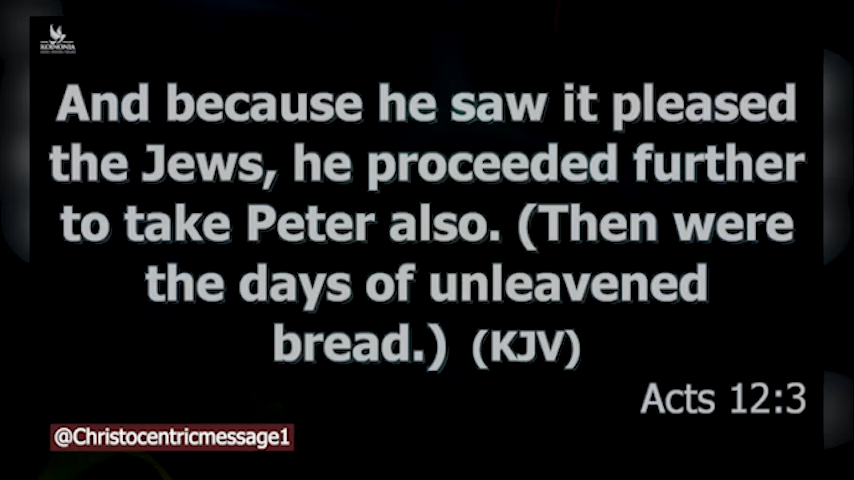 KOINONIA
And because he saw it pleased
the Jews, he proceeded further
to take Peter also. (Then were
the days of unleavened
bread.) (KJV)
Acts 12:3
@Christocentricmessage1